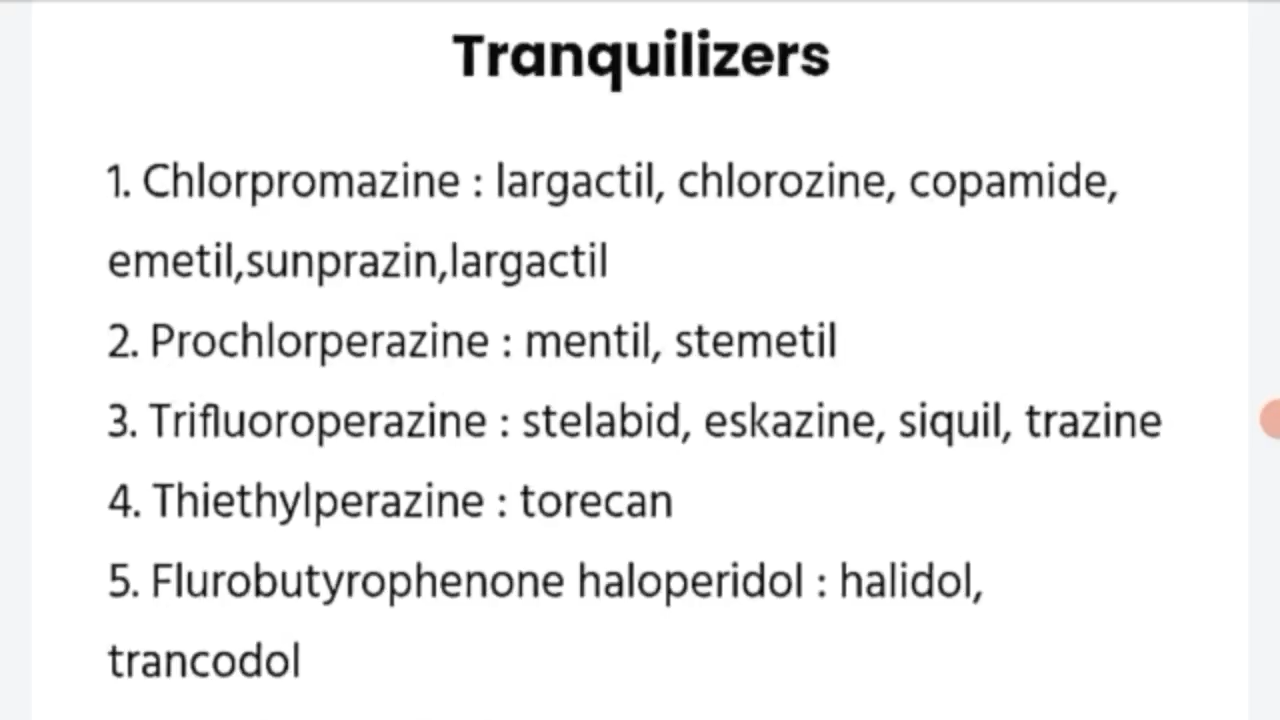 Tranquilizers
1. Chlorpromazine : largactil, chlorozine, copamide,
emetil,sunprazin,largactil
2. Prochlorperazine : mentil, stemetil
3. Trifluoroperazine : stelabid, eskazine, siquil, trazine
4. Thiethylperazine : torecan
5. Flurobutyrophenone haloperidol : halidol,
trancodol